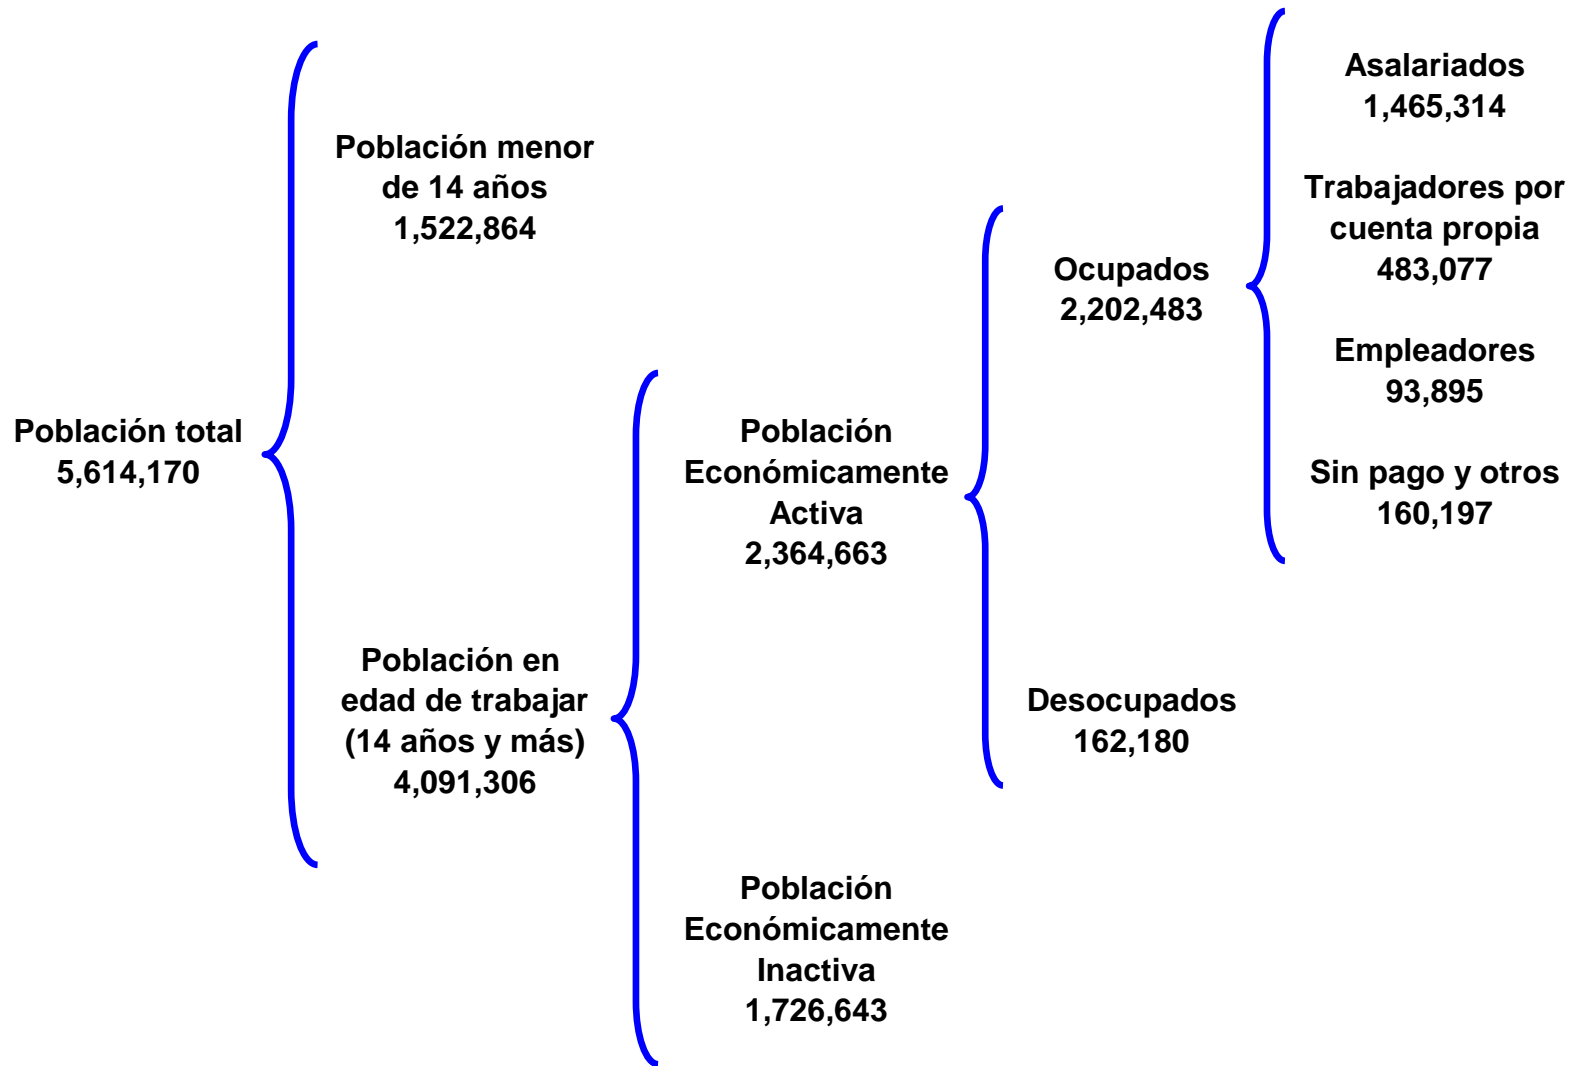 Población total
5,614,170
Población menor
de 14 años
1,522,864
Población en
edad de trabajar
(14 años y más)
4,091,306
Población
Económicamente
Activa
2,364,663
Población
Económicamente
Inactiva
1,726,643
Ocupados
2,202,483
Desocupados
162,180
Asalariados
1,465,314
Trabajadores por
cuenta propia
483,077
Empleadores
93,895
Sin pago y otros
160,197